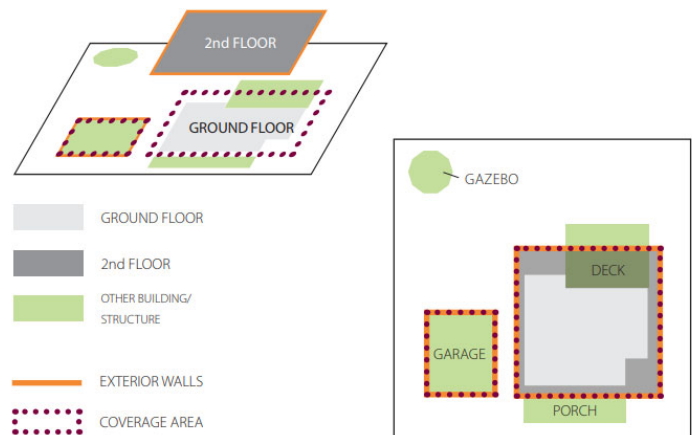 2nd FLOOR
GROUND FLOOR
GROUND FLOOR
2nd FLOOR
OTHER BUILDING/
STRUCTURE
EXTERIOR WALLS
COVERAGE AREA
GAZEBO
DECK
GARAGE
PORCH